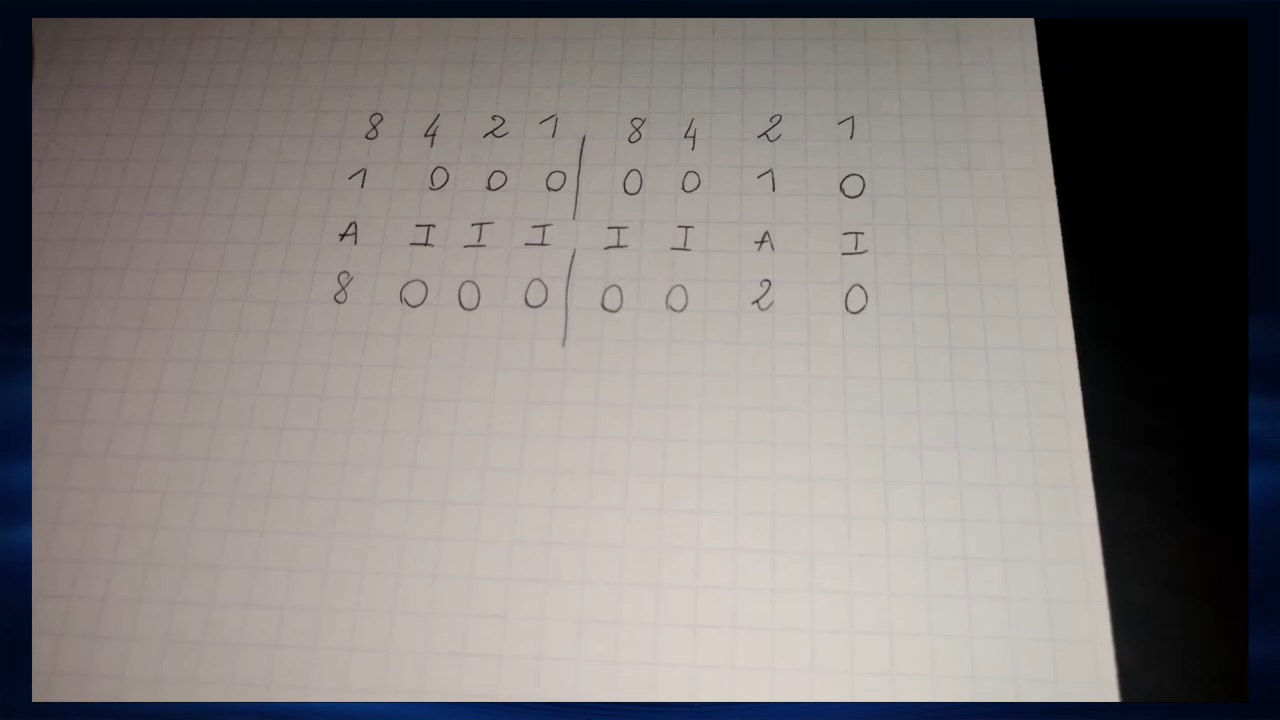 8 4 2 1 | 8 4 2 1
1 0 0 0 | 0 0 1 0
A I I I I I A I
8 0 0 0 | 0 0 2 0